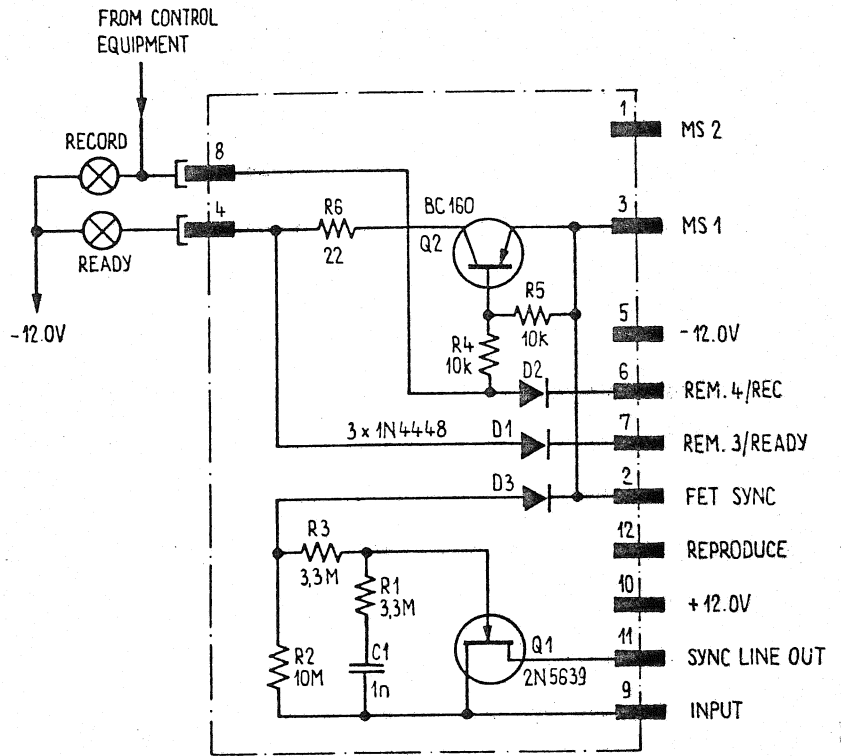 FROM CONTROL
EQUIPMENT
RECORD
READY
-12.0V
8
4
R6
22
BC160
Q2
R5
10k
R4
10k
D2
3 x 1N4448
D1
D3
R3
3,3M
R1
3,3M
R2
10M
C1
1n
Q1
2N5639
1
MS 2
3
MS 1
5
-12.0V
6
REM. 4/REC
7
REM. 3/READY
2
FET SYNC
12
REPRODUCE
10
+12.0V
11
SYNC LINE OUT
9
INPUT